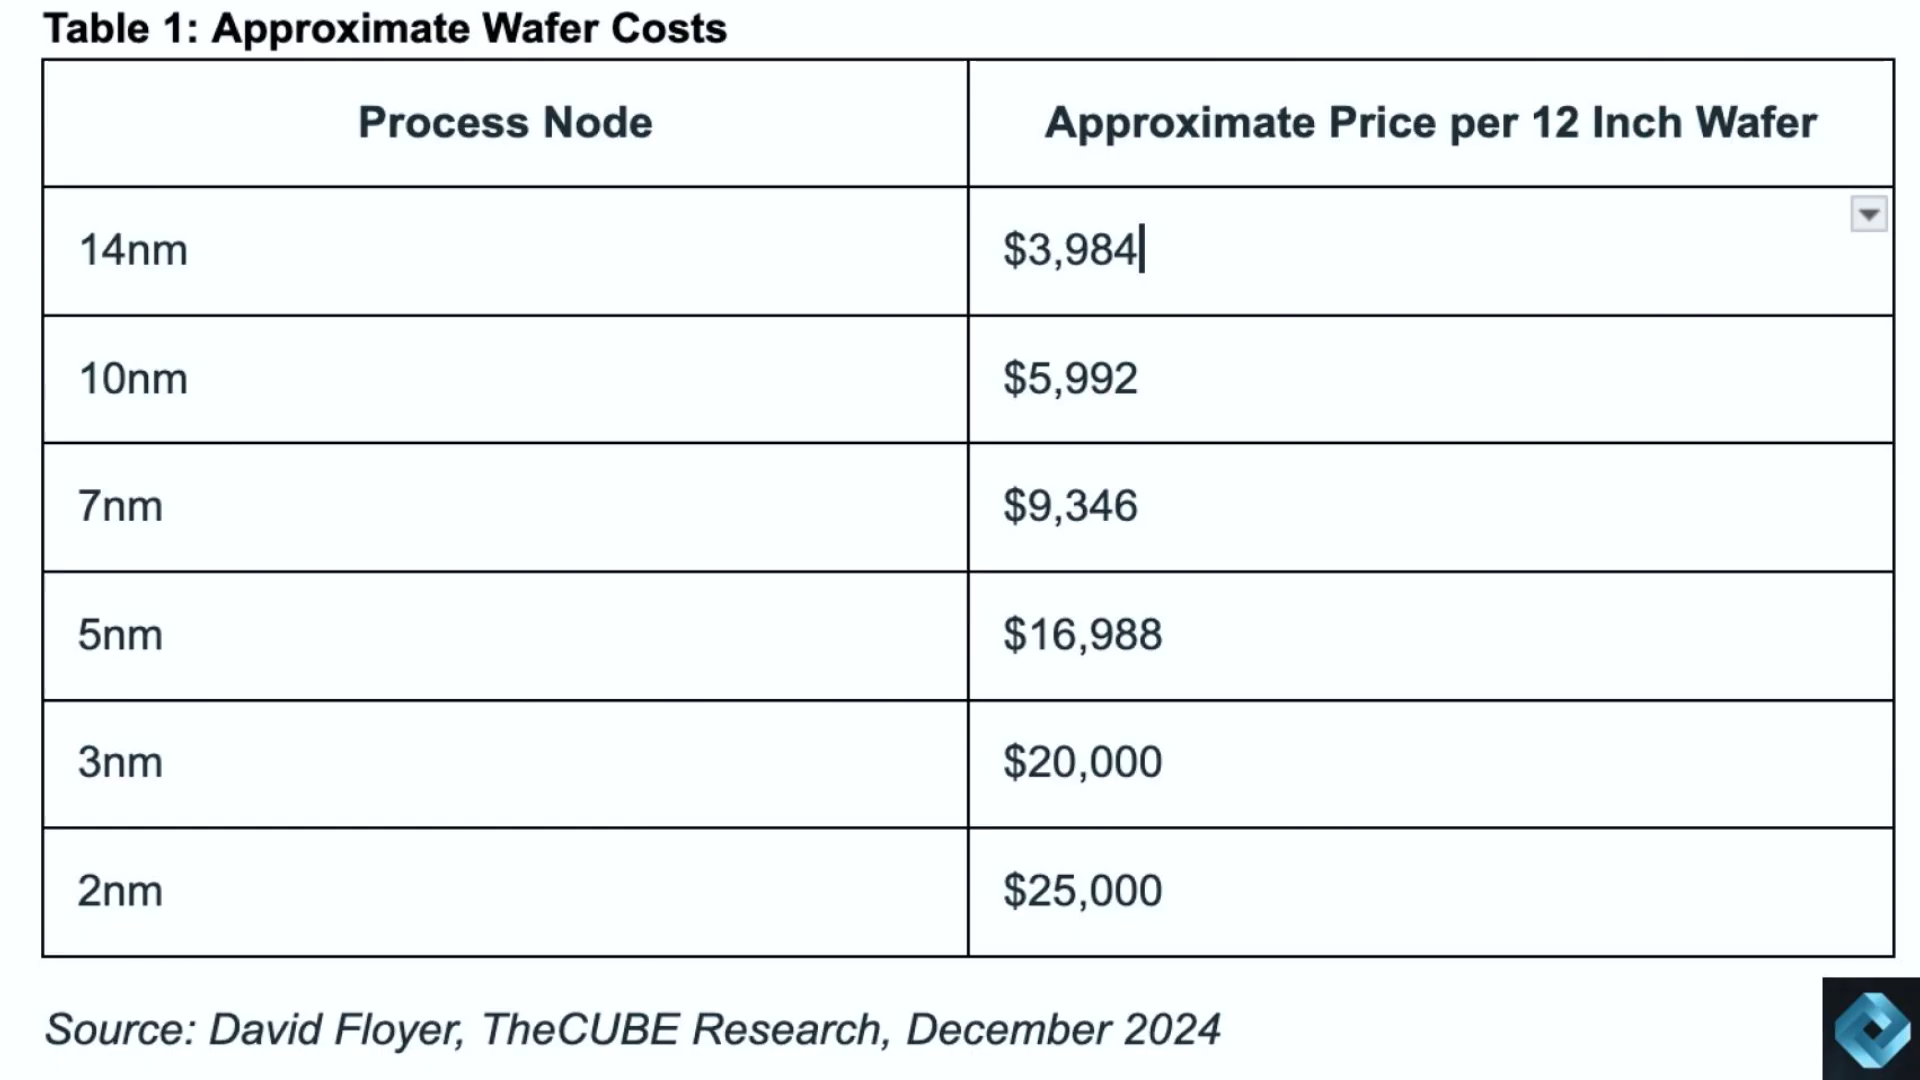 Table 1: Approximate Wafer Costs
Process Node Approximate Price per 12 Inch Wafer
14nm $3,984
10nm $5,992
7nm $9,346
5nm $16,988
3nm $20,000
2nm $25,000
Source: David Floyer, TheCUBE Research, December 2024